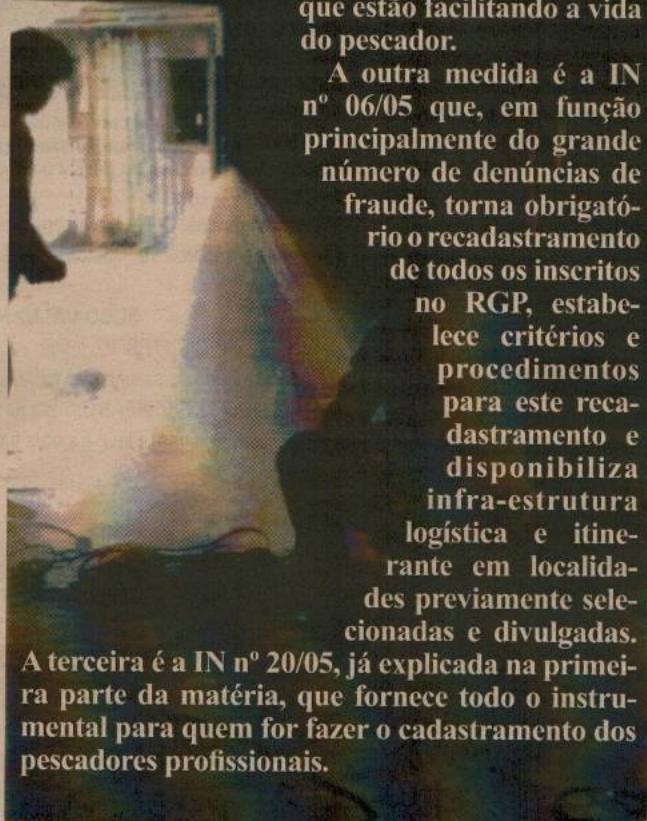 que estão facilitando a vida
do pescador.
A outra medida é a IN
nº 06/05 que, em função
principalmente do grande
número de denúncias de
fraude, torna obrigató-
rio o recadastramento
de todos os inscritos
no RGP, estabe-
lece critérios e
procedimentos
para este reca-
dastramento e
disponibiliza
infra-estrutura
logística e itine-
rante em localida-
des previamente sele-
cionadas e divulgadas.
A terceira é a IN nº 20/05, já explicada na primei-
ra parte da matéria, que fornece todo o instru-
mental para quem for fazer o cadastramento dos
pescadores profissionais.